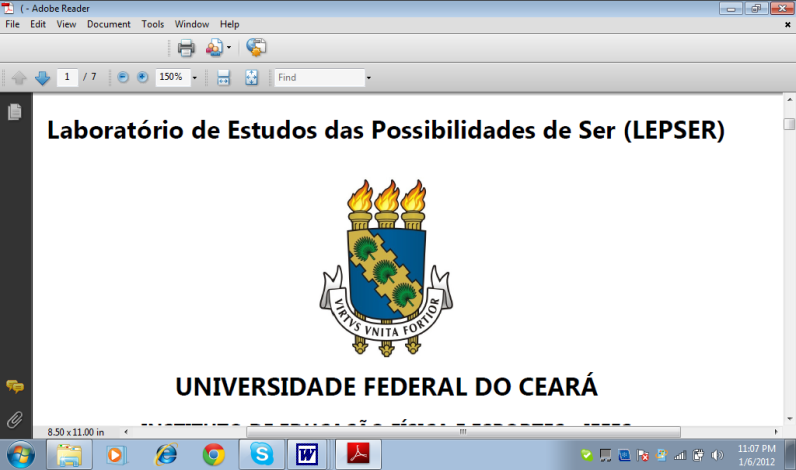 ( - Adobe Reader
File Edit View Document Tools Window Help
1 / 7 150% Find
Laboratório de Estudos das Possibilidades de Ser (LEPSER)
VIRTVS VNITA FORTIOR
UNIVERSIDADE FEDERAL DO CEARÁ
8.50 x 11.00 in
11:07 PM
1/6/2012